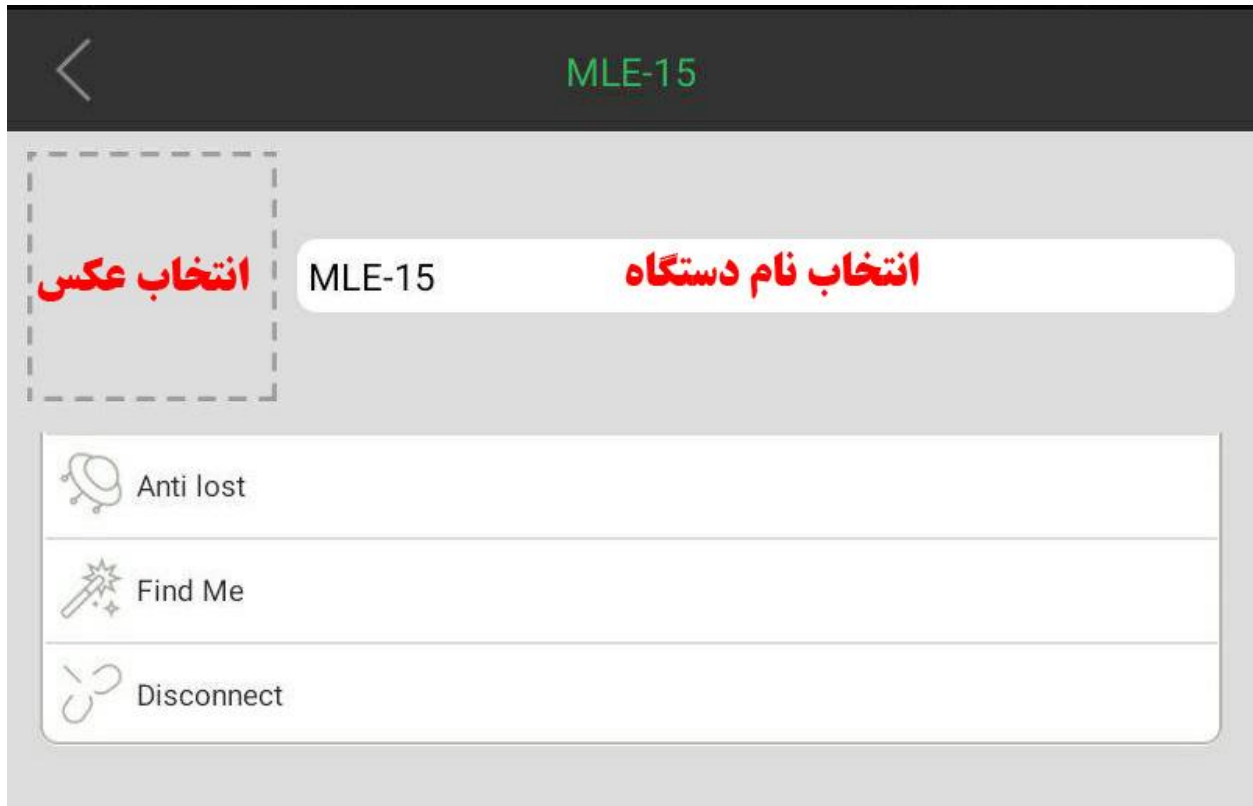 MLE-15
انتخاب عکس
MLE-15
انتخاب نام دستگاه
Anti lost
Find Me
Disconnect